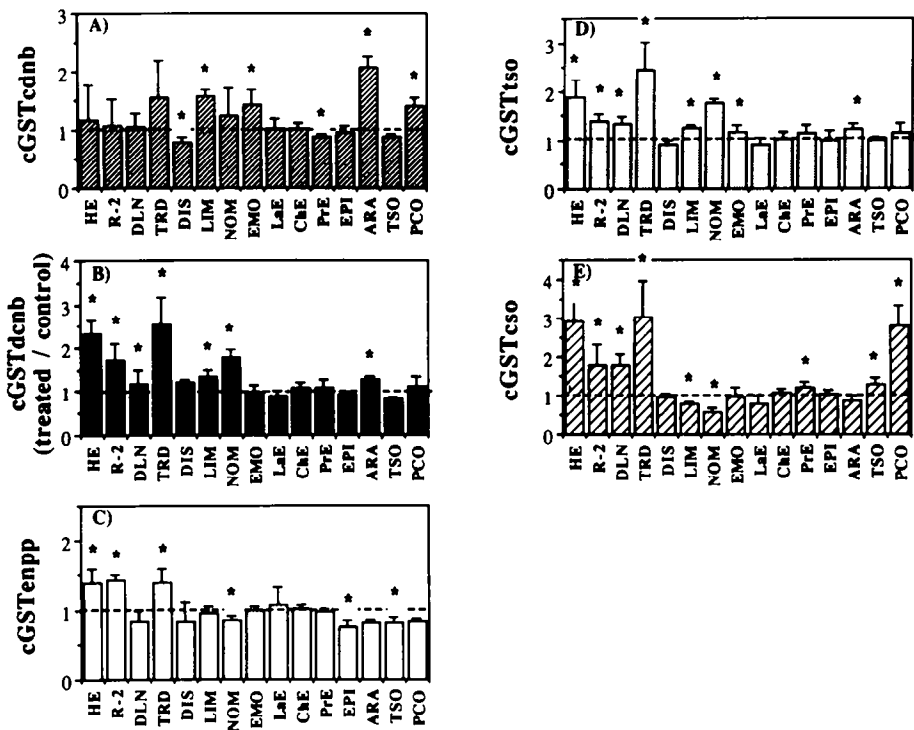 A)
cGSTcdnb
3
2
1
0
* * * * * *
HE R-2 DLN TRD DIS LIM NOM EMO LaE ChE PrE EPI ARA TSO PCO
B)
cGSTdcnb
(treated / control)
4
3
2
1
0
* * * * * * *
HE R-2 DLN TRD DIS LIM NOM EMO LaE ChE PrE EPI ARA TSO PCO
C)
cGSTenpp
2
1
0
* * * * * *
HE R-2 DLN TRD DIS LIM NOM EMO LaE ChE PrE EPI ARA TSO PCO
D)
cGSTtso
3
2
1
0
* * * * * * * *
HE R-2 DLN TRD DIS LIM NOM EMO LaE ChE PrE EPI ARA TSO PCO
E)
cGSTcso
4
2
1
0
* * * * * * * * *
HE R-2 DLN TRD DIS LIM NOM EMO LaE ChE PrE EPI ARA TSO PCO